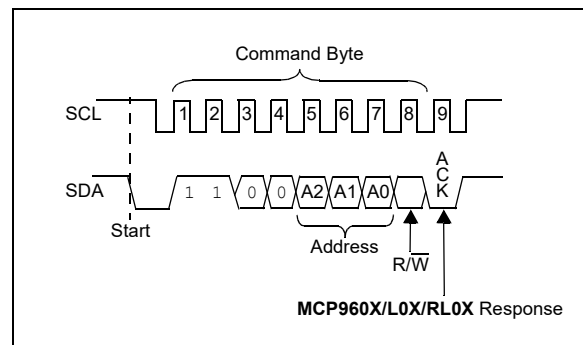 Command Byte
SCL 1 2 3 4 5 6 7 8 9
ACK
SDA 1 1 0 0 A2 A1 A0
Start
Address
R/W̅
MCP960X/L0X/RL0X Response